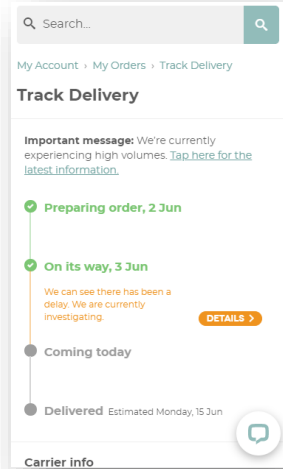 Search...
My Account › My Orders › Track Delivery
Track Delivery
Important message: We're currently
experiencing high volumes. Tap here for the
latest information.
Preparing order, 2 Jun
On its way, 3 Jun
We can see there has been a
delay. We are currently
investigating.
DETAILS >
Coming today
Delivered Estimated Monday, 15 Jun
Carrier info